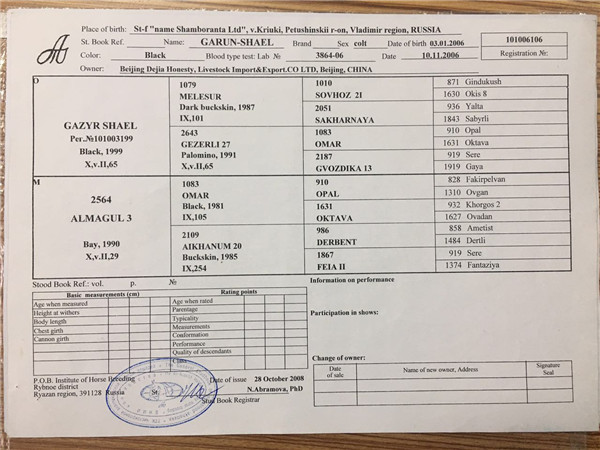 Place of birth: St-f "name Shamboranta Ltd", v.Kriuki, Petushinskii r-on, Vladimir region, RUSSIA
St. Book Ref. Name: GARUN-SHAEL Brand Sex colt Date of birth 03.01.2006 101006106
Color: Black Blood type test: Lab № 3864-06 Date 10.11.2006 Registration №:
Owner: Beijing Dejia Honesty, Livestock Import&Export.CO LTD, Beijing, CHINA
O
GAZYR SHAEL
Per.№101003199
Black, 1999
X,v.II,65
1079
MELESUR
Dark buckskin, 1987
IX,101
2643
GEZERLI 27
Palomino, 1991
X,v.II,65
1010
SOVHOZ 2I
2051
SAKHARNAYA
1083
OMAR
2187
GVOZDIKA 13
871 Gindukush
1630 Okis 8
936 Yalta
1843 Sabyrli
910 Opal
1631 Oktava
919 Sere
1919 Gaya
M
2564
ALMAGUL 3
Bay, 1990
X,v.II,29
1083
OMAR
Black, 1981
IX,105
2109
AIKHANUM 20
Buckskin, 1985
IX,254
910
OPAL
1631
OKTAVA
986
DERBENT
1867
FEIA II
828 Fakirpelvan
1310 Ovgan
932 Khorgos 2
1627 Ovadan
858 Ametist
1484 Dertli
919 Sere
1374 Fantaziya
Stood Book Ref.: vol. p. №
Basic measurements (cm)
Age when measured
Height at withers
Body length
Chest girth
Cannon girth
Rating points
Age when rated
Parentage
Typicality
Measurements
Conformation
Performance
Quality of descendants
Class
Information on performance
Participation in shows:
Change of owner:
Date of sale
Name of new owner, Address
Signature Seal
P.O.B. Institute of Horse Breeding
Rybnoe district
Ryazan region, 391128 Russia
St.
Date of issue 28 October 2008
N.Abramova, PhD
Stud Book Registrar